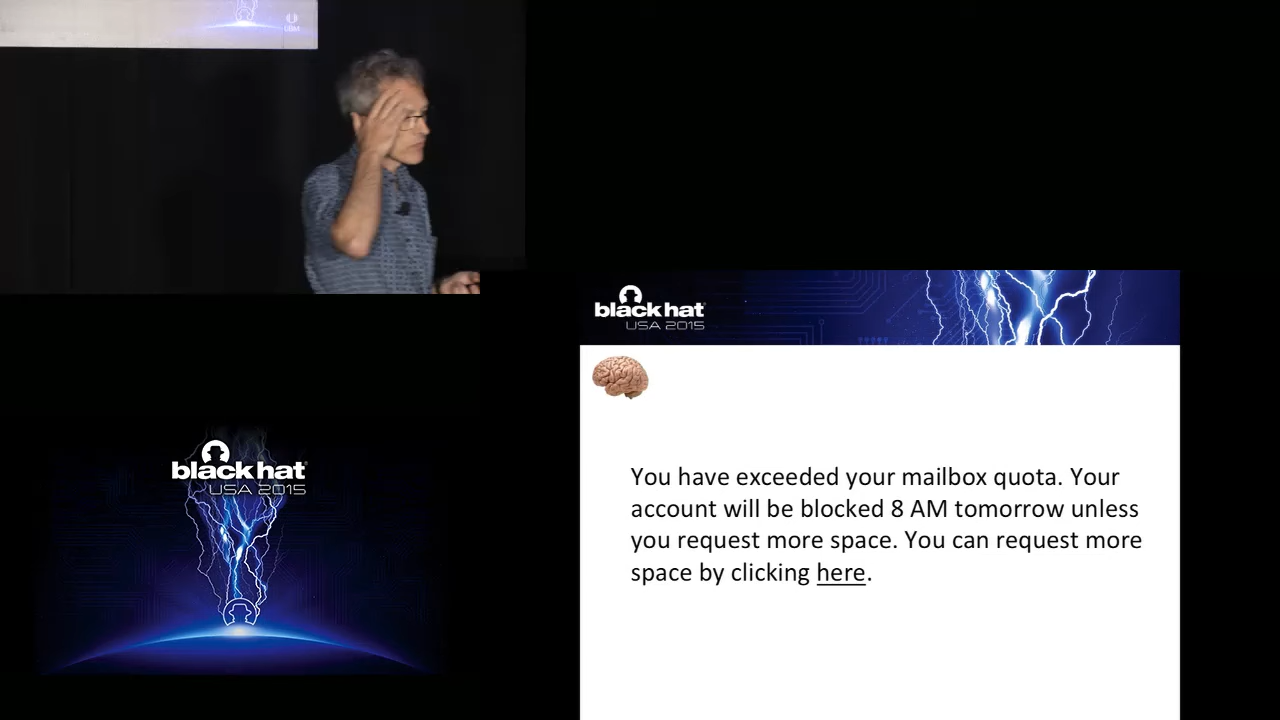 UBM
black hat
USA 2015
You have exceeded your mailbox quota. Your
account will be blocked 8 AM tomorrow unless
you request more space. You can request more
space by clicking here.
black hat
USA 2015